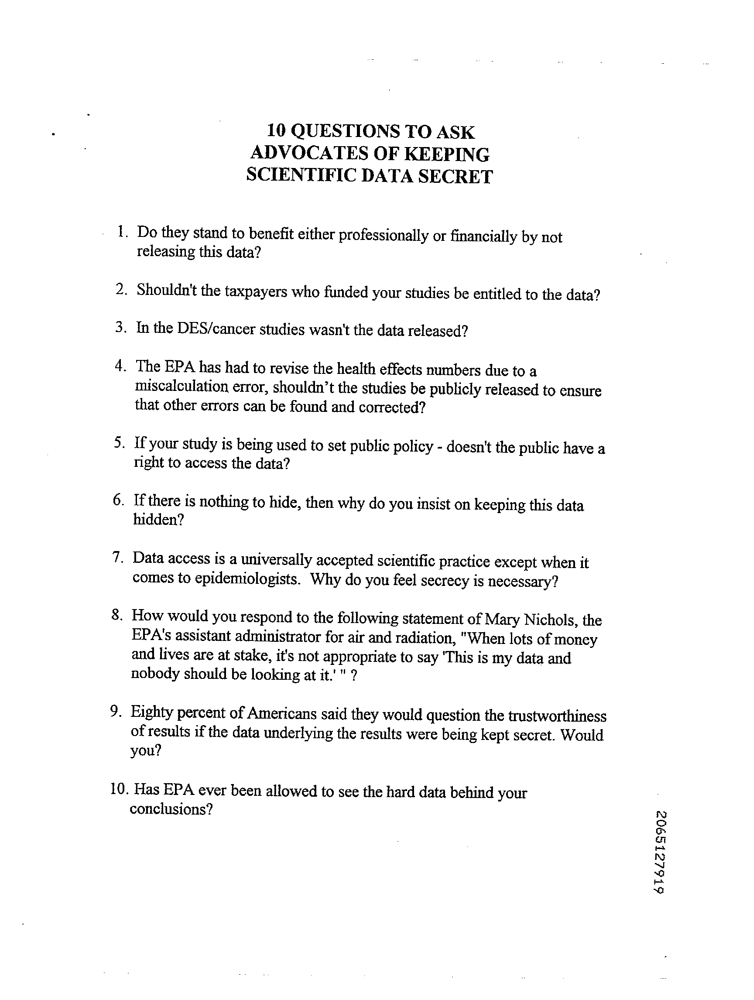 10 QUESTIONS TO ASK
ADVOCATES OF KEEPING
SCIENTIFIC DATA SECRET
1. Do they stand to benefit either professionally or financially by not
releasing this data?
2. Shouldn't the taxpayers who funded your studies be entitled to the data?
3. In the DES/cancer studies wasn't the data released?
4. The EPA has had to revise the health effects numbers due to a
miscalculation error, shouldn't the studies be publicly released to ensure
that other errors can be found and corrected?
5. If your study is being used to set public policy - doesn't the public have a
right to access the data?
6. If there is nothing to hide, then why do you insist on keeping this data
hidden?
7. Data access is a universally accepted scientific practice except when it
comes to epidemiologists. Why do you feel secrecy is necessary?
8. How would you respond to the following statement of Mary Nichols, the
EPA's assistant administrator for air and radiation, "When lots of money
and lives are at stake, it's not appropriate to say 'This is my data and
nobody should be looking at it.' " ?
9. Eighty percent of Americans said they would question the trustworthiness
of results if the data underlying the results were being kept secret. Would
you?
10. Has EPA ever been allowed to see the hard data behind your
conclusions?
2065127919